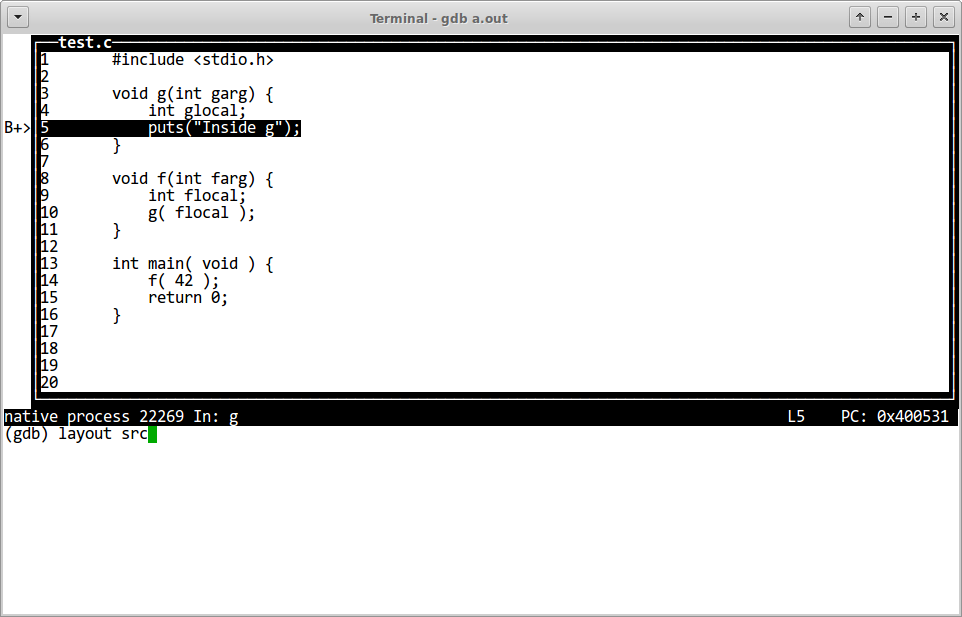 Terminal - gdb a.out
test.c
1       #include <stdio.h>
2
3       void g(int garg) {
4           int glocal;
B+> 5           puts("Inside g");
6       }
7
8       void f(int farg) {
9           int flocal;
10          g( flocal );
11      }
12
13      int main( void ) {
14          f( 42 );
15          return 0;
16      }
17
18
19
20
native process 22269 In: g    L5    PC: 0x400531
(gdb) layout src